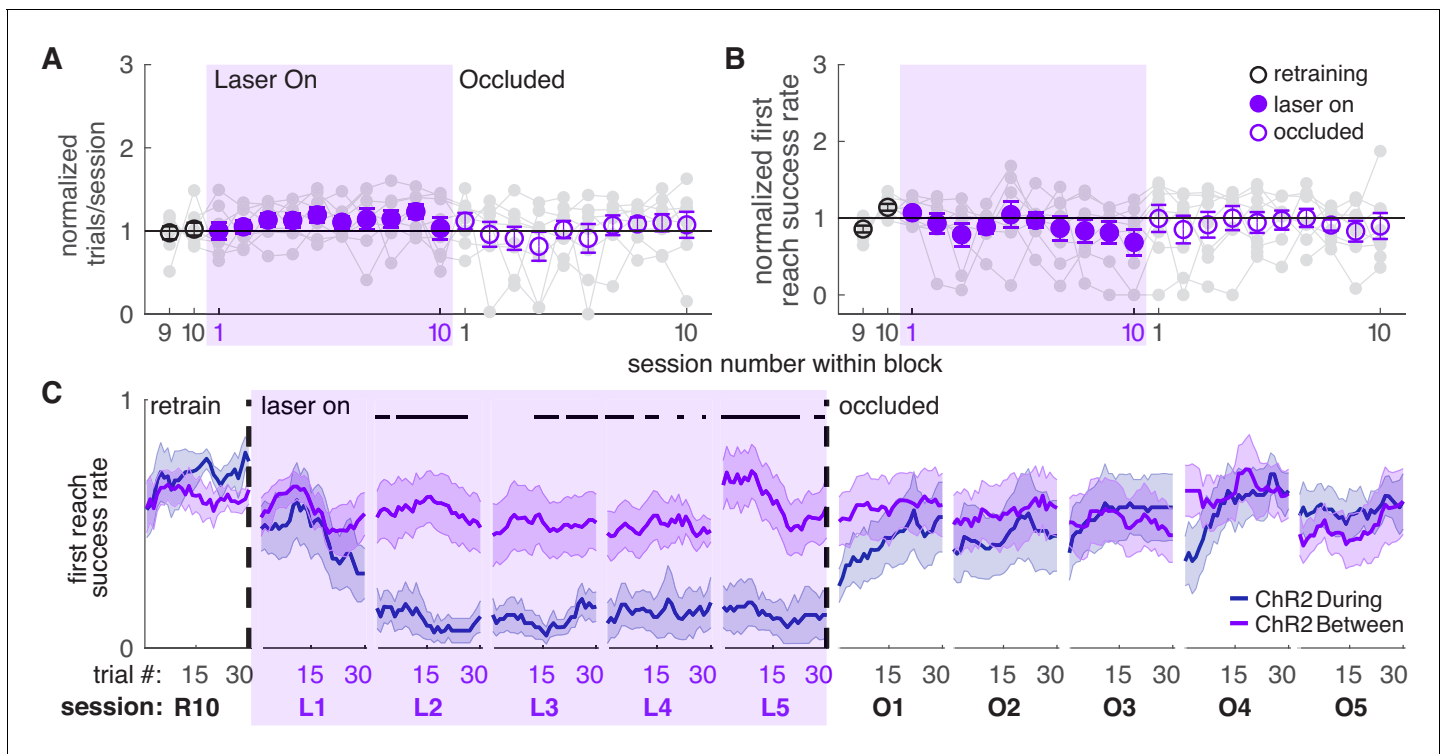 A
B
3
2
1
0
normalized
trials/session
Laser On
Occluded
9 10 1 10 1 10
3
2
1
0
normalized first
reach success rate
retraining
laser on
occluded
9 10 1 10 1 10
session number within block
C
1
0
first reach
success rate
retrain
laser on
occluded
ChR2 During
ChR2 Between
trial #: 15 30 15 30 15 30 15 30 15 30 15 30 15 30 15 30 15 30 15 30 15 30
session: R10 L1 L2 L3 L4 L5 O1 O2 O3 O4 O5